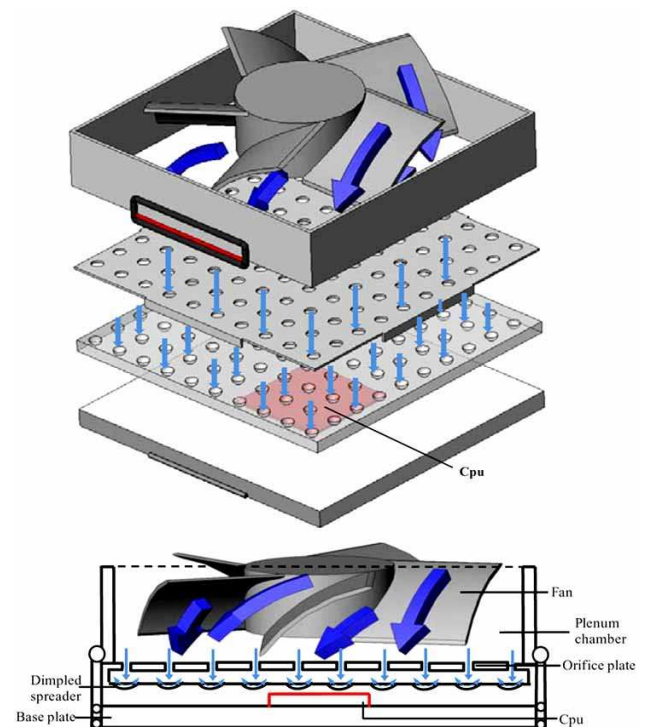 Cpu
Fan
Plenum
chamber
Orifice plate
Dimpled
spreader
Base plate
Cpu